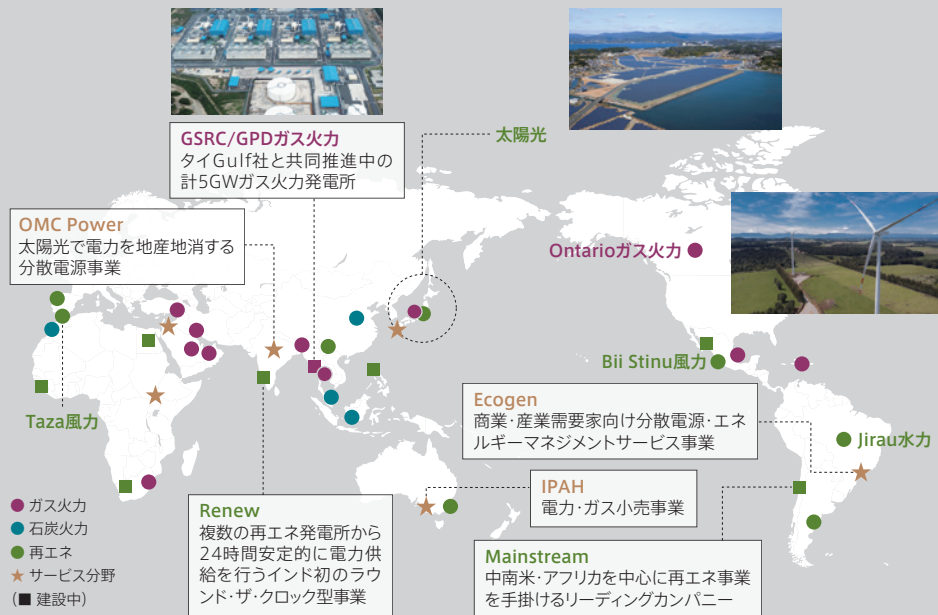 GSRC/GPDガス火力
タイGulf社と共同推進中の
計5GWガス火力発電所
太陽光
OMC Power
太陽光で電力を地産地消する
分散電源事業
Ontarioガス火力
Bii Stinu風力
Taza風力
Ecogen
商業・産業需要家向け分散電源・エネ
ルギーマネジメントサービス事業
Jirau水力
IPAH
電力・ガス小売事業
Renew
複数の再エネ発電所から
24時間安定的に電力供
給を行うインド初のラウ
ンド・ザ・クロック型事業
Mainstream
中南米・アフリカを中心に再エネ事業
を手掛けるリーディングカンパニー
ガス火力
石炭火力
再エネ
サービス分野
(■ 建設中)